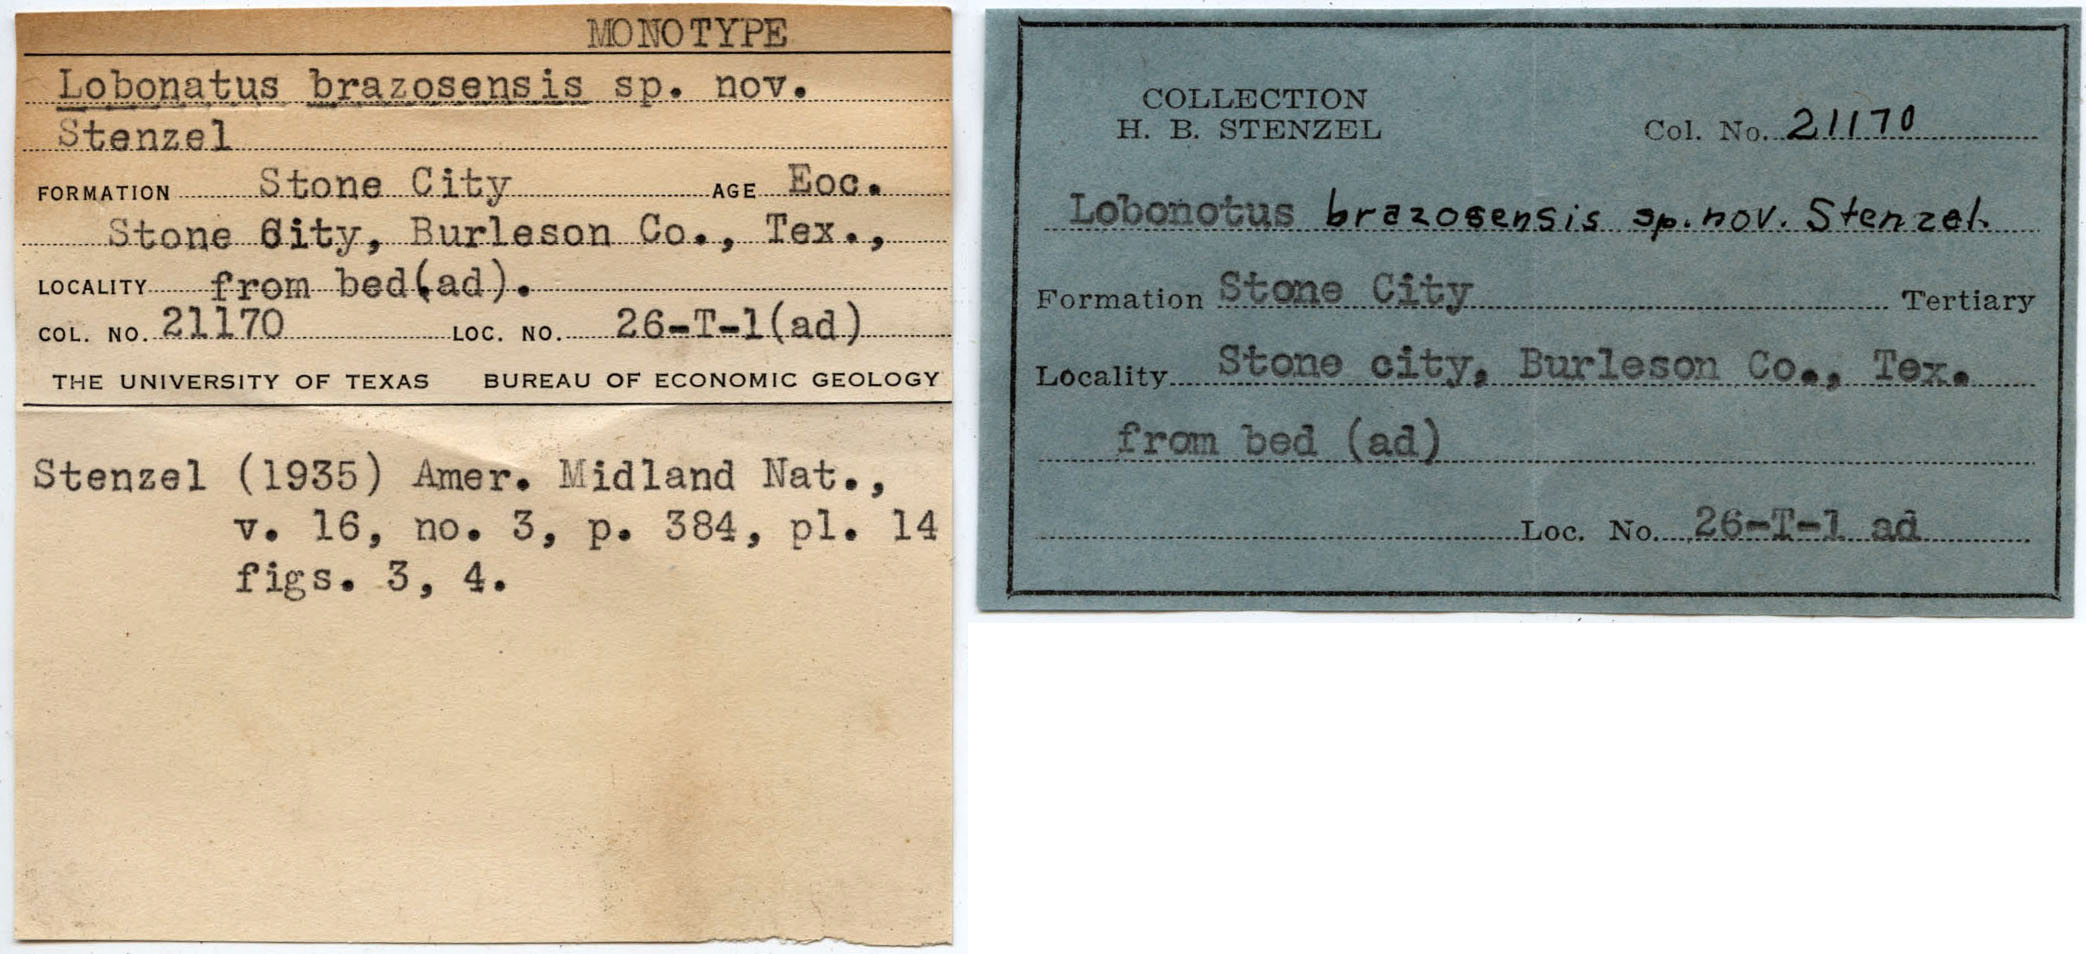 MONOTYPE
Lobonatus brazosensis sp. nov.
Stenzel
FORMATION Stone City AGE Eoc.
Stone City, Burleson Co., Tex.,
LOCALITY from bed(ad).
COL. NO. 21170 LOC. NO. 26-T-1(ad)
THE UNIVERSITY OF TEXAS BUREAU OF ECONOMIC GEOLOGY
Stenzel (1935) Amer. Midland Nat.,
v. 16, no. 3, p. 384, pl. 14
figs. 3, 4.
COLLECTION
H. B. STENZEL Col. No. 21170
Lobonotus brazosensis sp. nov. Stenzel.
Formation Stone City Tertiary
Locality Stone city, Burleson Co., Tex.
from bed (ad)
Loc. No. 26-T-1 ad